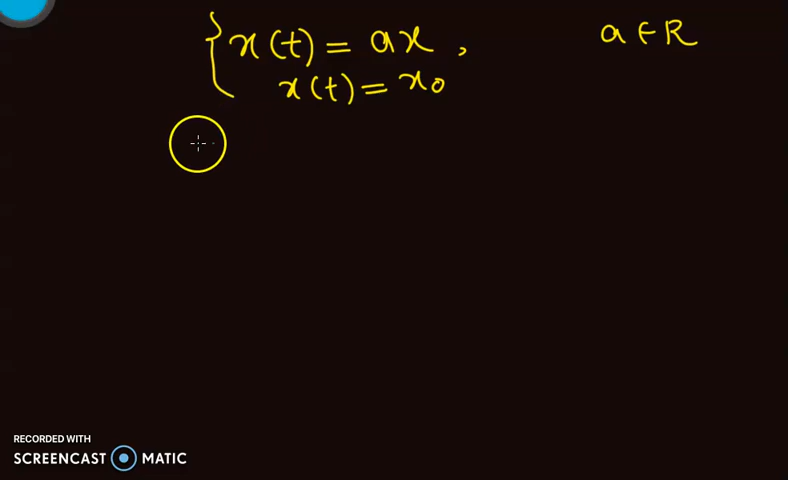 x(t) = ax, a ∈ R
x(t) = x₀
RECORDED WITH
SCREENCAST MATIC